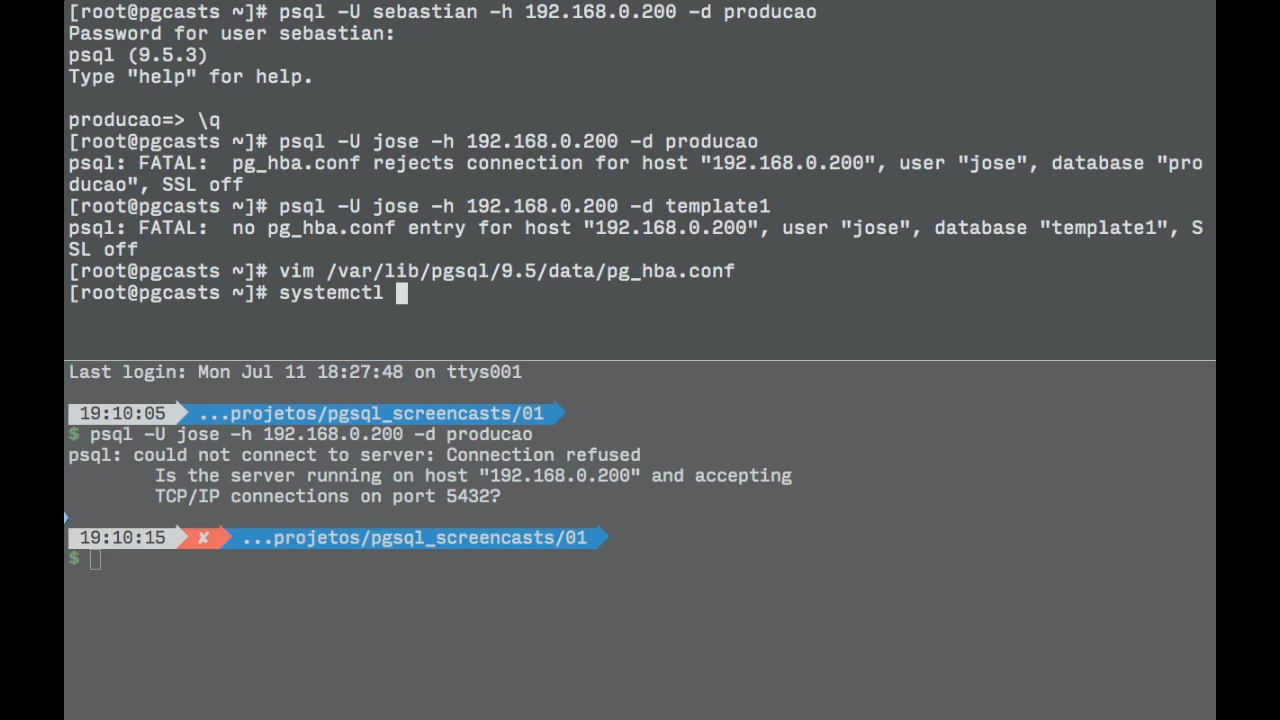 [root@pgcasts ~]# psql -U sebastian -h 192.168.0.200 -d producao
Password for user sebastian:
psql (9.5.3)
Type "help" for help.
producao=> \q
[root@pgcasts ~]# psql -U jose -h 192.168.0.200 -d producao
psql: FATAL:  pg_hba.conf rejects connection for host "192.168.0.200", user "jose", database "pro
ducao", SSL off
[root@pgcasts ~]# psql -U jose -h 192.168.0.200 -d template1
psql: FATAL:  no pg_hba.conf entry for host "192.168.0.200", user "jose", database "template1", S
SL off
[root@pgcasts ~]# vim /var/lib/pgsql/9.5/data/pg_hba.conf
[root@pgcasts ~]# systemctl
Last login: Mon Jul 11 18:27:48 on ttys001
19:10:05 ...projetos/pgsql_screencasts/01
$ psql -U jose -h 192.168.0.200 -d producao
psql: could not connect to server: Connection refused
Is the server running on host "192.168.0.200" and accepting
TCP/IP connections on port 5432?
19:10:15 ✘ ...projetos/pgsql_screencasts/01
$